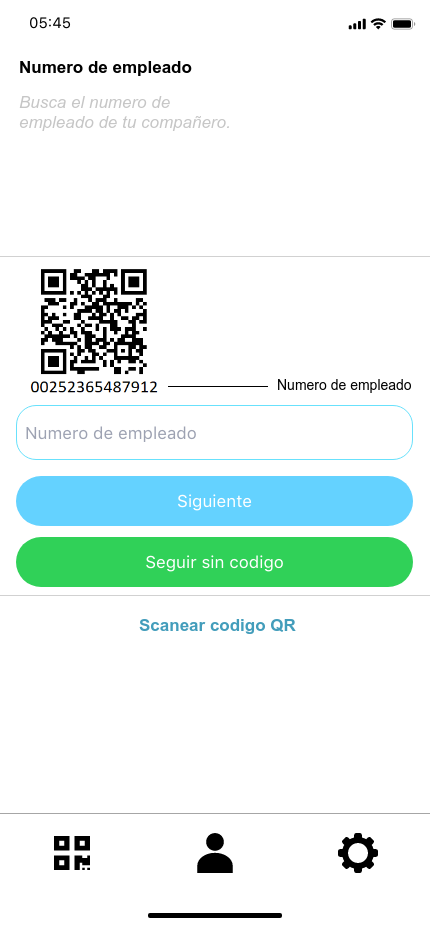 05:45
Numero de empleado
Busca el numero de
empleado de tu compañero.
00252365487912
Numero de empleado
Numero de empleado
Siguiente
Seguir sin codigo
Scanear codigo QR